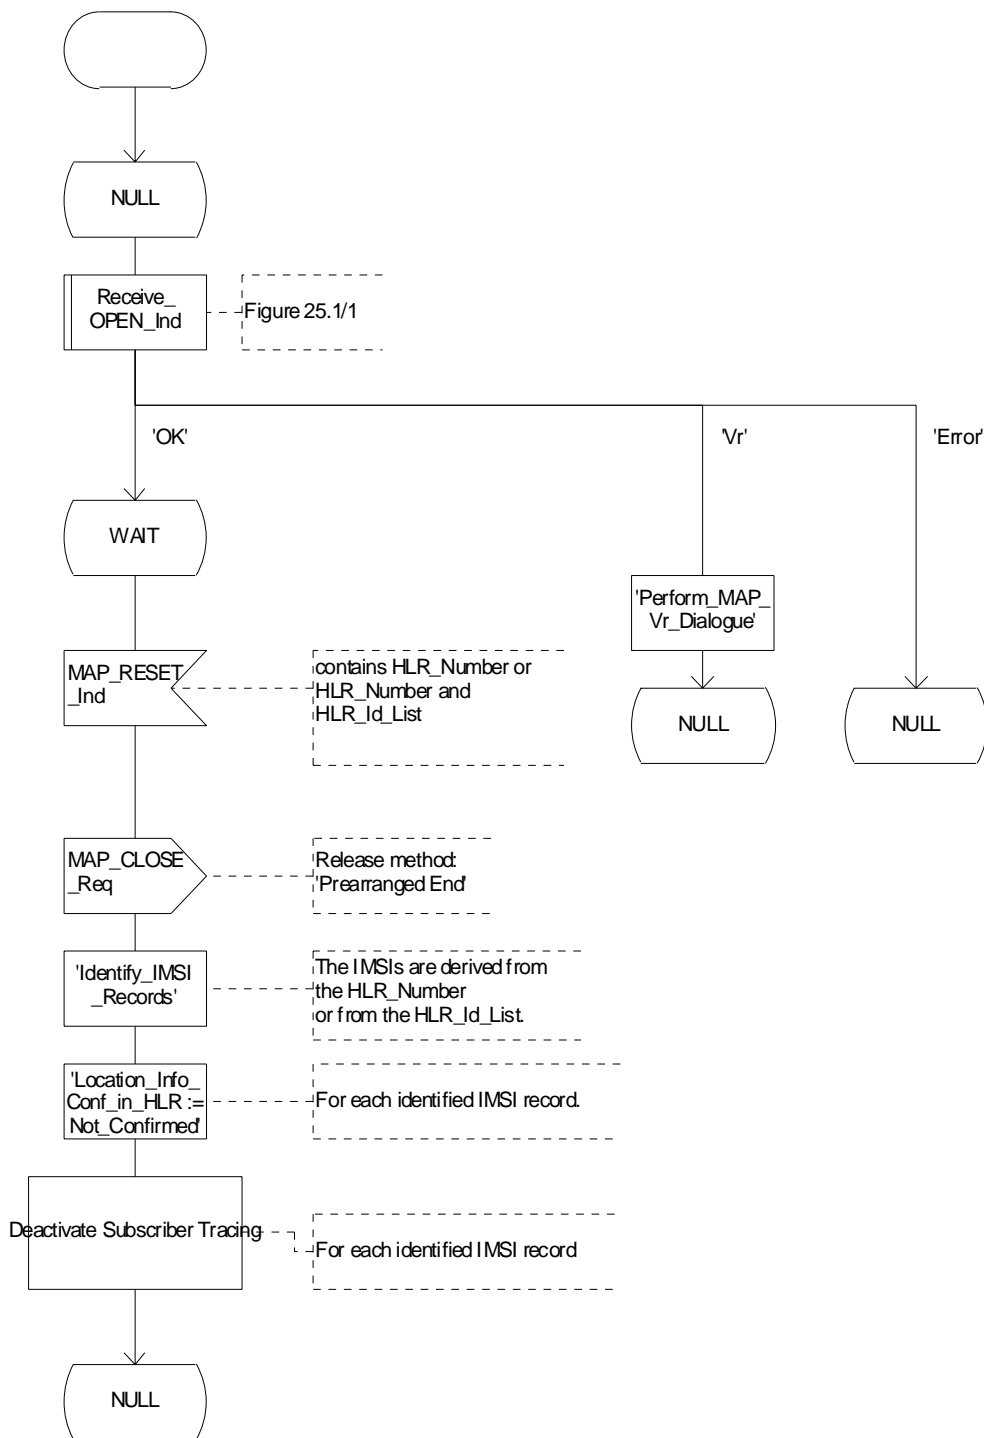 NULL
Receive_
OPEN_Ind
Figure 25.1/1
'OK'
'Vr'
'Error'
WAIT
'Perform_MAP_
Vr_Dialogue'
MAP_RESET
_Ind
contains HLR_Number or
HLR_Number and
HLR_Id_List
NULL
NULL
MAP_CLOSE
_Req
Release method:
'Prearranged End'
'Identify_IMSI
_Records'
The IMSIs are derived from
the HLR_Number
or from the HLR_Id_List.
'Location_Info_
Conf_in_HLR :=
Not_Confirmed'
For each identified IMSI record.
Deactivate Subscriber Tracing
For each identified IMSI record
NULL